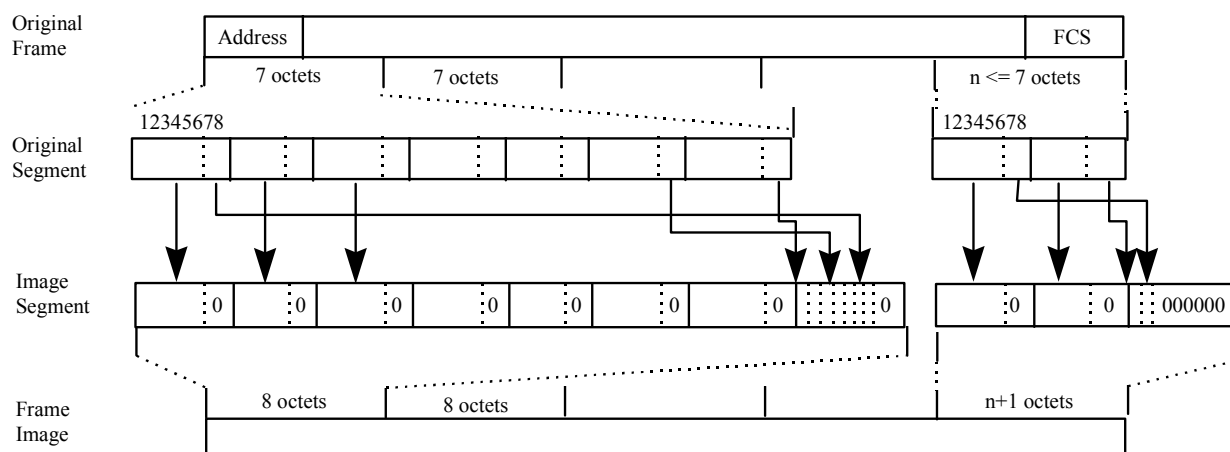 Original
Frame
Address
FCS
7 octets
7 octets
n <= 7 octets
12345678
12345678
Original
Segment
Image
Segment
0
0
0
0
0
0
0
0
0
0
000000
8 octets
8 octets
n+1 octets
Frame
Image